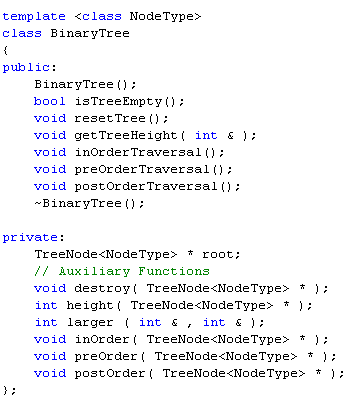 template <class NodeType>
class BinaryTree
{
public:
    BinaryTree();
    bool isTreeEmpty();
    void resetTree();
    void getTreeHeight( int & );
    void inOrderTraversal();
    void preOrderTraversal();
    void postOrderTraversal();
    ~BinaryTree();

private:
    TreeNode<NodeType> * root;
    // Auxiliary Functions
    void destroy( TreeNode<NodeType> * );
    int height( TreeNode<NodeType> * );
    int larger ( int & , int & );
    void inOrder( TreeNode<NodeType> * );
    void preOrder( TreeNode<NodeType> * );
    void postOrder( TreeNode<NodeType> * );
};